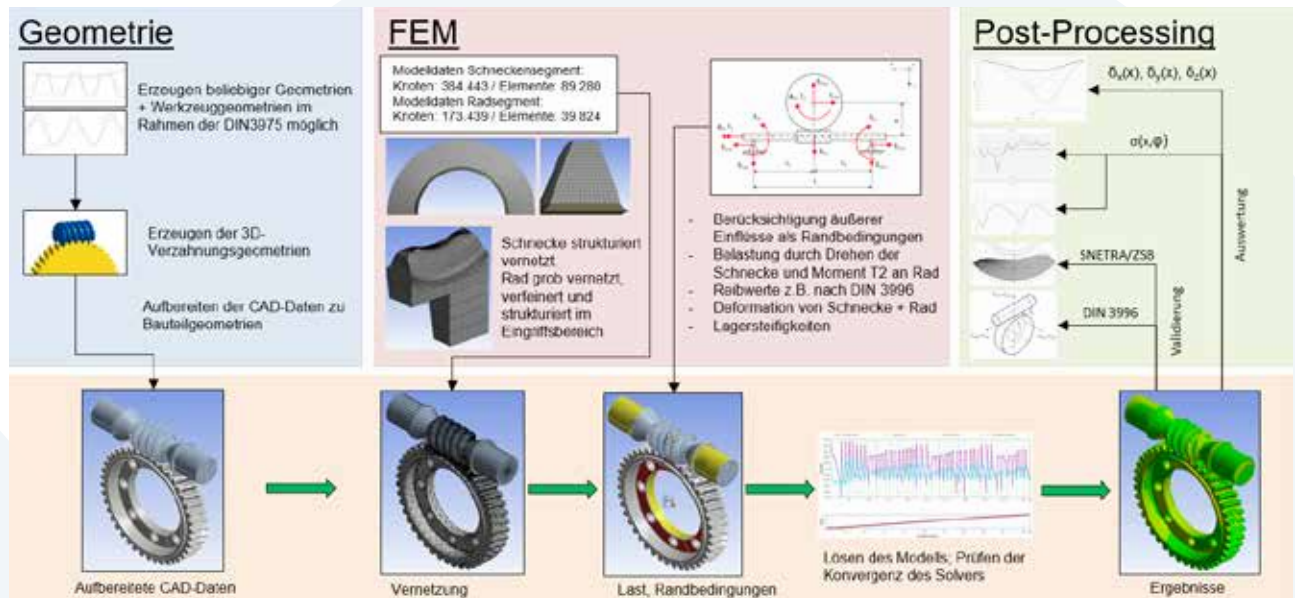 Geometrie
Erzeugen beliebiger Geometrien
+ Werkzeuggeometrien im
Rahmen der DIN3975 möglich
Erzeugen der 3D-
Verzahnungsgeometrien
Aufbereiten der CAD-Daten zu
Bauteilgeometrien
FEM
Modelldaten Schneckensegment:
Knoten: 384.443 / Elemente: 89.280
Modelldaten Radsegment:
Knoten: 173.439 / Elemente: 39.824
Schnecke strukturiert
vernetzt
Rad grob vernetzt,
verfeinert und
strukturiert im
Eingriffsbereich
- Berücksichtigung äußerer
Einflüsse als Randbedingungen
- Belastung durch Drehen der
Schnecke und Moment T2 an Rad
- Reibwerte z.B. nach DIN 3996
- Deformation von Schnecke + Rad
- Lagersteifigkeiten
Post-Processing
δx(x), δy(x), δz(x)
σ(x,φ)
SNETRA/ZSB
DIN 3996
Validierung
Auswertung
Aufbereitete CAD-Daten
Vernetzung
Last, Randbedingungen
Lösen des Modells; Prüfen der
Konvergenz des Solvers
Ergebnisse